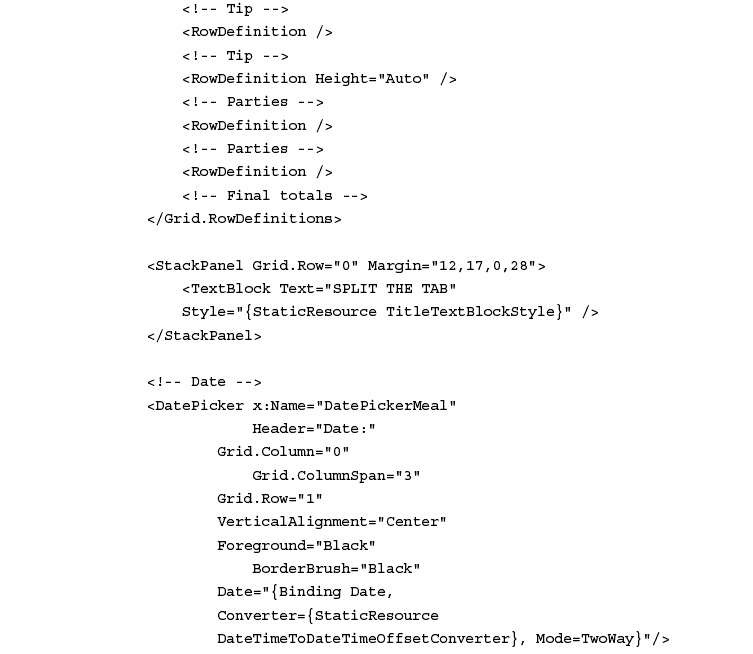 <!-- Tip -->
<RowDefinition />
<!-- Tip -->
<RowDefinition Height="Auto" />
<!-- Parties -->
<RowDefinition />
<!-- Parties -->
<RowDefinition />
<!-- Final totals -->
</Grid.RowDefinitions>
<StackPanel Grid.Row="0" Margin="12,17,0,28">
<TextBlock Text="SPLIT THE TAB"
Style="{StaticResource TitleTextBlockStyle}" />
</StackPanel>
<!-- Date -->
<DatePicker x:Name="DatePickerMeal"
Header="Date:"
Grid.Column="0"
Grid.ColumnSpan="3"
Grid.Row="1"
VerticalAlignment="Center"
Foreground="Black"
BorderBrush="Black"
Date="{Binding Date,
Converter={StaticResource
DateTimeToDateTimeOffsetConverter}, Mode=TwoWay}"/>